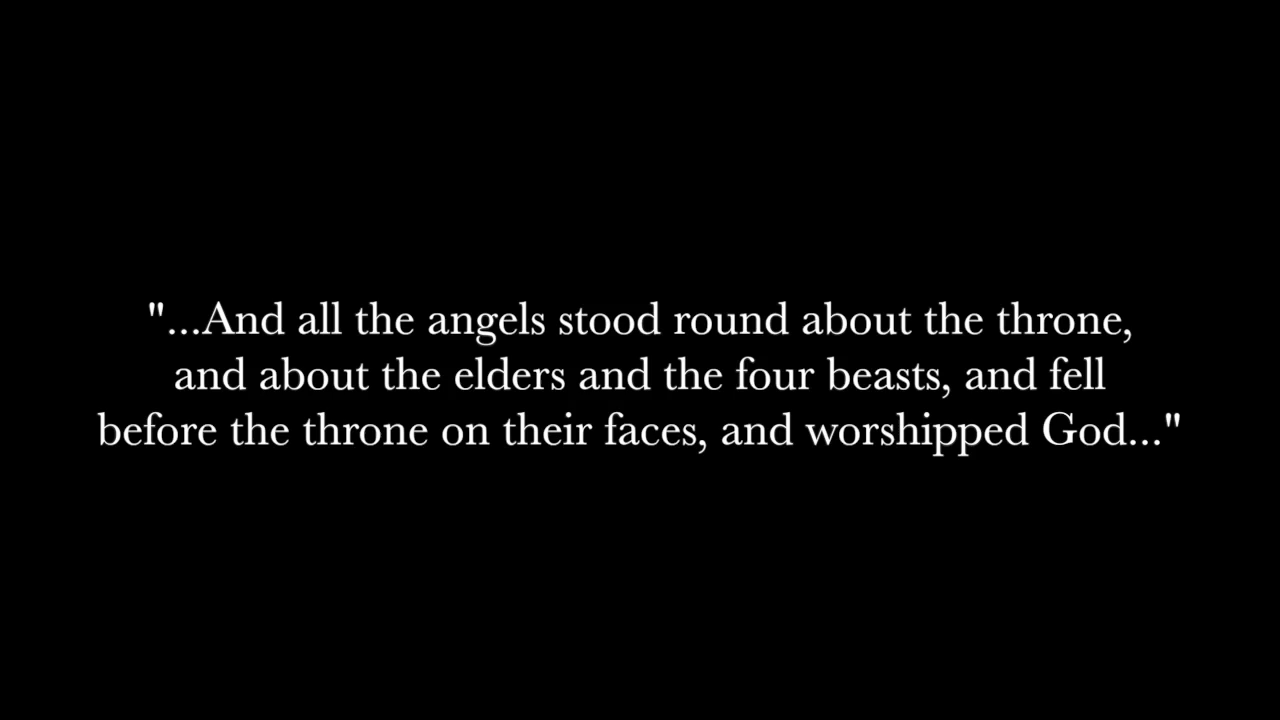 "...And all the angels stood round about the throne,
and about the elders and the four beasts, and fell
before the throne on their faces, and worshipped God..."